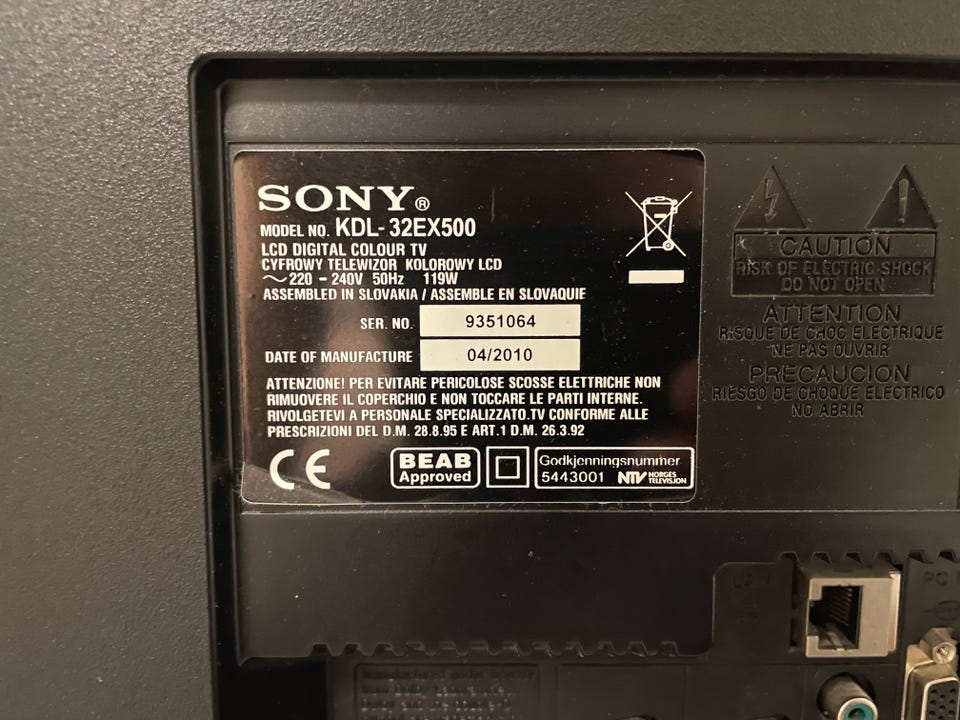 SONY®
MODEL NO. KDL-32EX500
LCD DIGITAL COLOUR TV
CYFROWY TELEWIZOR KOLOROWY LCD
~220 - 240V 50Hz 119W
ASSEMBLED IN SLOVAKIA / ASSEMBLE EN SLOVAQUIE
SER. NO. 9351064
DATE OF MANUFACTURE 04/2010
ATTENZIONE! PER EVITARE PERICOLOSE SCOSSE ELETTRICHE NON
RIMUOVERE IL COPERCHIO E NON TOCCARE LE PARTI INTERNE.
RIVOLGETEVI A PERSONALE SPECIALIZZATO.TV CONFORME ALLE
PRESCRIZIONI DEL D.M. 28.8.95 E ART.1 D.M. 26.3.92
CE
BEAB
Approved
Godkjenningsnummer
5443001 NTV NORGES
TELEVISJON
CAUTION
RISK OF ELECTRIC SHOCK
DO NOT OPEN
ATTENTION
RISQUE DE CHOC ELECTRIQUE
NE PAS OUVRIR
PRECAUCION
RIESGO DE CHOQUE ELECTRICO
NO ABRIR
LAN
PC